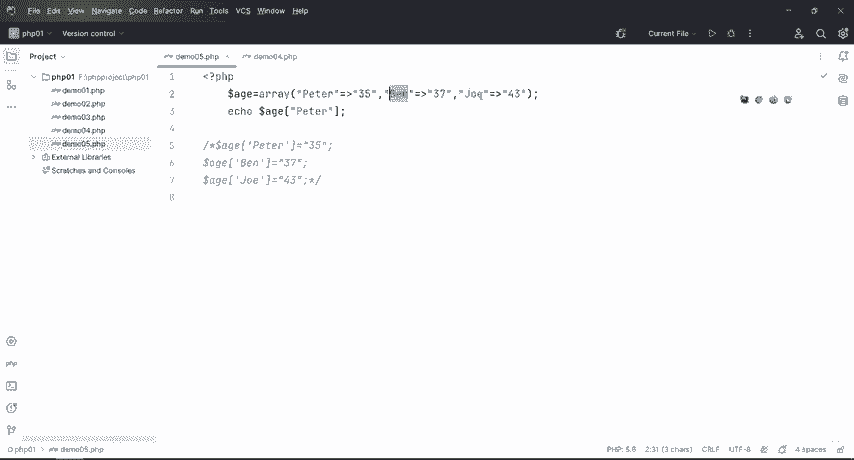 File Edit View Navigate Code Refactor Run Tools VCS Window Help
php01 Version control Current File
Project
demo05.php demo04.php
php01 F:\phpproject\php01
demo01.php
demo02.php
demo03.php
demo04.php
demo05.php
External Libraries
Scratches and Consoles
1 <?php
2 $age=array("Peter"=>"35","Ben"=>"37","Joe"=>"43");
3 echo $age["Peter"];
4
5 /*$age['Peter']="35";
6 $age['Ben']="37";
7 $age['Joe']="43";*/
8
php
php01 > demo05.php PHP: 5.6 2:31 (3 chars) CRLF UTF-8 4 spaces